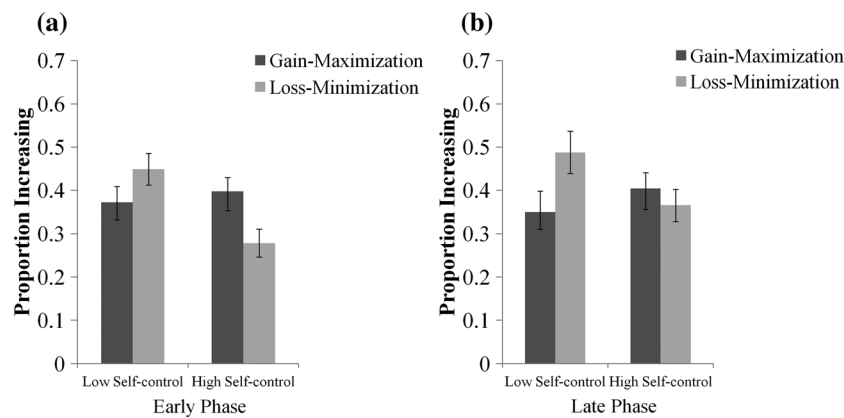 (a)
Proportion Increasing
0.7
0.6
0.5
0.4
0.3
0.2
0.1
0
Gain-Maximization
Loss-Minimization
Low Self-control High Self-control
Early Phase
(b)
Proportion Increasing
0.7
0.6
0.5
0.4
0.3
0.2
0.1
0
Gain-Maximization
Loss-Minimization
Low Self-control High Self-control
Late Phase